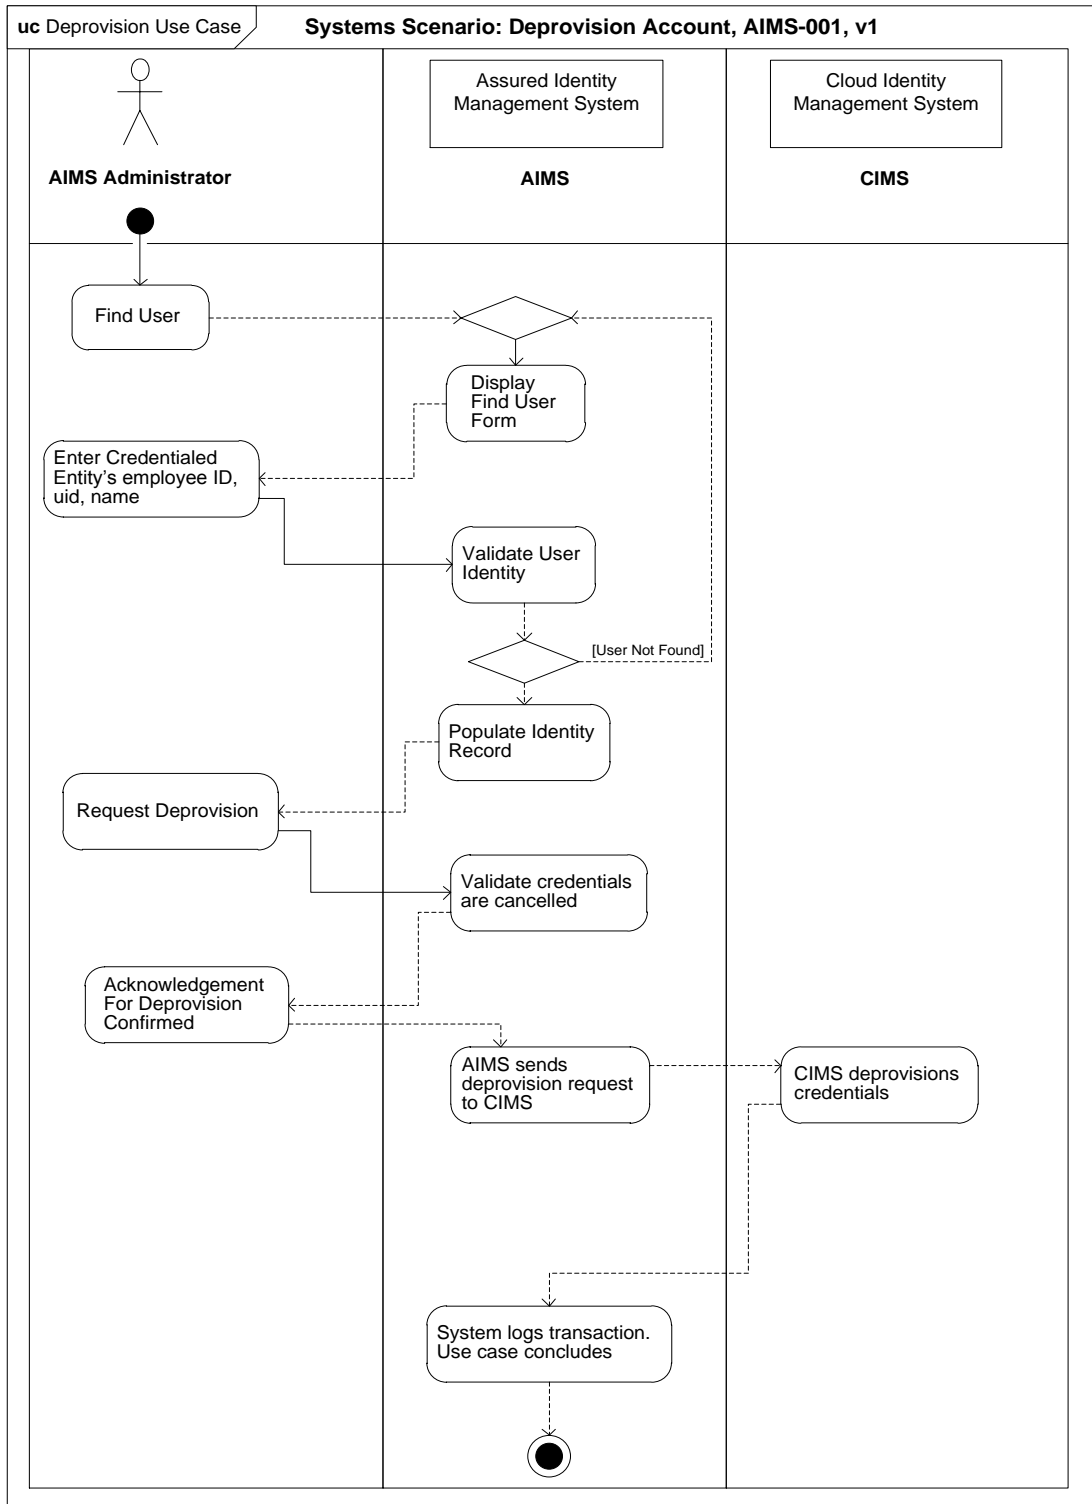 uc Deprovision Use Case
Systems Scenario: Deprovision Account, AIMS-001, v1
Assured Identity
Management System
Cloud Identity
Management System
AIMS Administrator
AIMS
CIMS
Find User
Display
Find User
Form
Enter Credentialed
Entity’s employee ID,
uid, name
Validate User
Identity
[User Not Found]
Populate Identity
Record
Request Deprovision
Validate credentials
are cancelled
Acknowledgement
For Deprovision
Confirmed
AIMS sends
deprovision request
to CIMS
CIMS deprovisions
credentials
System logs transaction.
Use case concludes